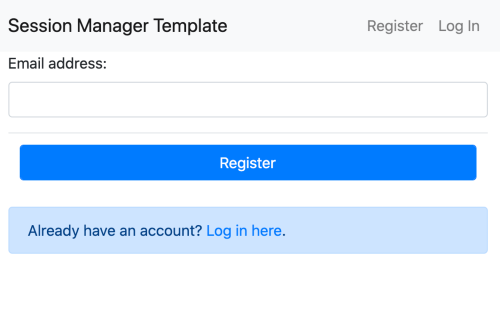 Session Manager Template Register Log In
Email address:
Register
Already have an account? Log in here.